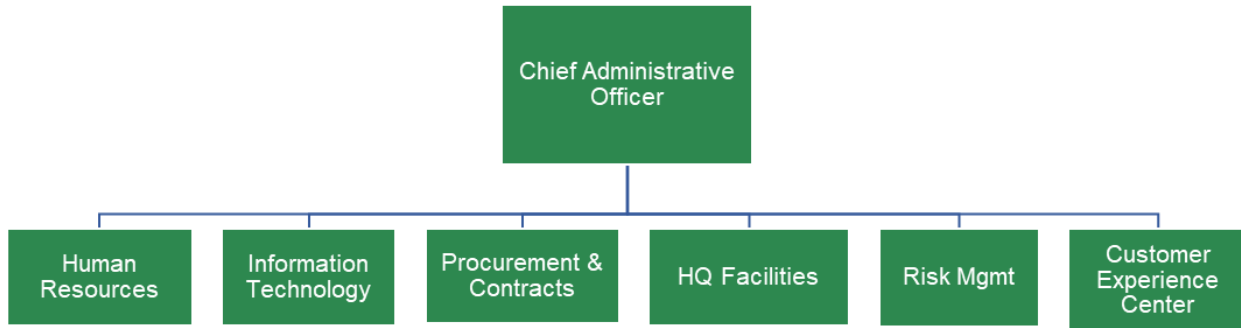 Chief Administrative
Officer
Human
Resources
Information
Technology
Procurement &
Contracts
HQ Facilities
Risk Mgmt
Customer
Experience
Center